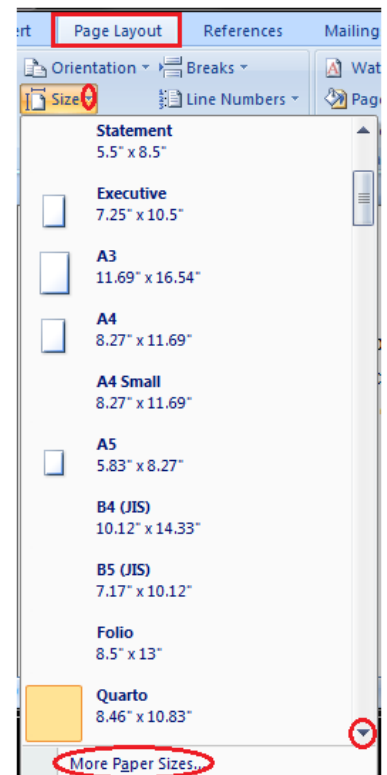 ert Page Layout References Mailing
Orientation Breaks Wat
Size Line Numbers Pag
Statement
5.5" x 8.5"
Executive
7.25" x 10.5"
A3
11.69" x 16.54"
A4
8.27" x 11.69"
A4 Small
8.27" x 11.69"
A5
5.83" x 8.27"
B4 (JIS)
10.12" x 14.33"
B5 (JIS)
7.17" x 10.12"
Folio
8.5" x 13"
Quarto
8.46" x 10.83"
More Paper Sizes...